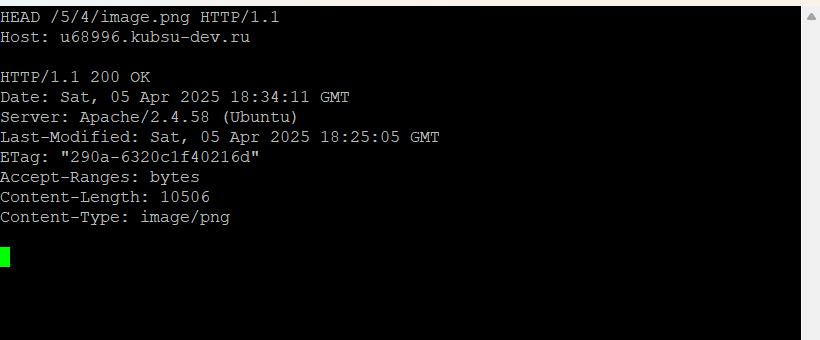 HEAD /5/4/image.png HTTP/1.1
Host: u68996.kubsu-dev.ru
HTTP/1.1 200 OK
Date: Sat, 05 Apr 2025 18:34:11 GMT
Server: Apache/2.4.58 (Ubuntu)
Last-Modified: Sat, 05 Apr 2025 18:25:05 GMT
ETag: "290a-6320c1f40216d"
Accept-Ranges: bytes
Content-Length: 10506
Content-Type: image/png